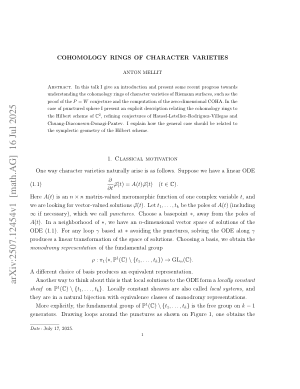 COHOMOLOGY RINGS OF CHARACTER VARIETIES
ANTON MELLIT
Abstract. In this talk I give an introduction and present some recent progress towards
understanding the cohomology rings of character varieties of Riemann surfaces, such as the
proof of the P = W conjecture and the computation of the zero-dimensional COHA. In the
case of punctured sphere I present an explicit description relating the cohomology rings to
the Hilbert scheme of ℂ², refining conjectures of Hausel-Letellier-Rodriguez-Villegas and
Chuang-Diaconescu-Donagi-Pantev. I explain how the general case should be related to
the symplectic geometry of the Hilbert scheme.
1. Classical motivation
One way character varieties naturally arise is as follows. Suppose we have a linear ODE
(1.1) ∂/∂t f(t) = A(t)f(t) (t ∈ ℂ).
Here A(t) is an n × n matrix-valued meromorphic function of one complex variable t, and
we are looking for vector-valued solutions f(t). Let t₁, …, tₖ be the poles of A(t) (including
∞ if necessary), which we call punctures. Choose a basepoint ∗, away from the poles of
A(t). In a neighborhood of ∗, we have an n-dimensional vector space of solutions of the
ODE (1.1). For any loop γ based at ∗ avoiding the punctures, solving the ODE along γ
produces a linear transformation of the space of solutions. Choosing a basis, we obtain the
monodromy representation of the fundamental group
ρ : π₁(∗, ℙ¹(ℂ) \ {t₁, …, tₖ}) → GLₙ(ℂ).
A different choice of basis produces an equivalent representation.
Another way to think about this is that local solutions to the ODE form a locally constant
sheaf on ℙ¹(ℂ) \ {t₁, …, tₖ}. Locally constant sheaves are also called local systems, and
they are in a natural bijection with equivalence classes of monodromy representations.
More explicitly, the fundamental group of ℙ¹(ℂ) \ {t₁, …, tₖ} is the free group on k − 1
generators. Drawing loops around the punctures as shown on Figure 1, one obtains the
Date: July 17, 2025.
1
arXiv:2507.12454v1 [math.AG] 16 Jul 2025